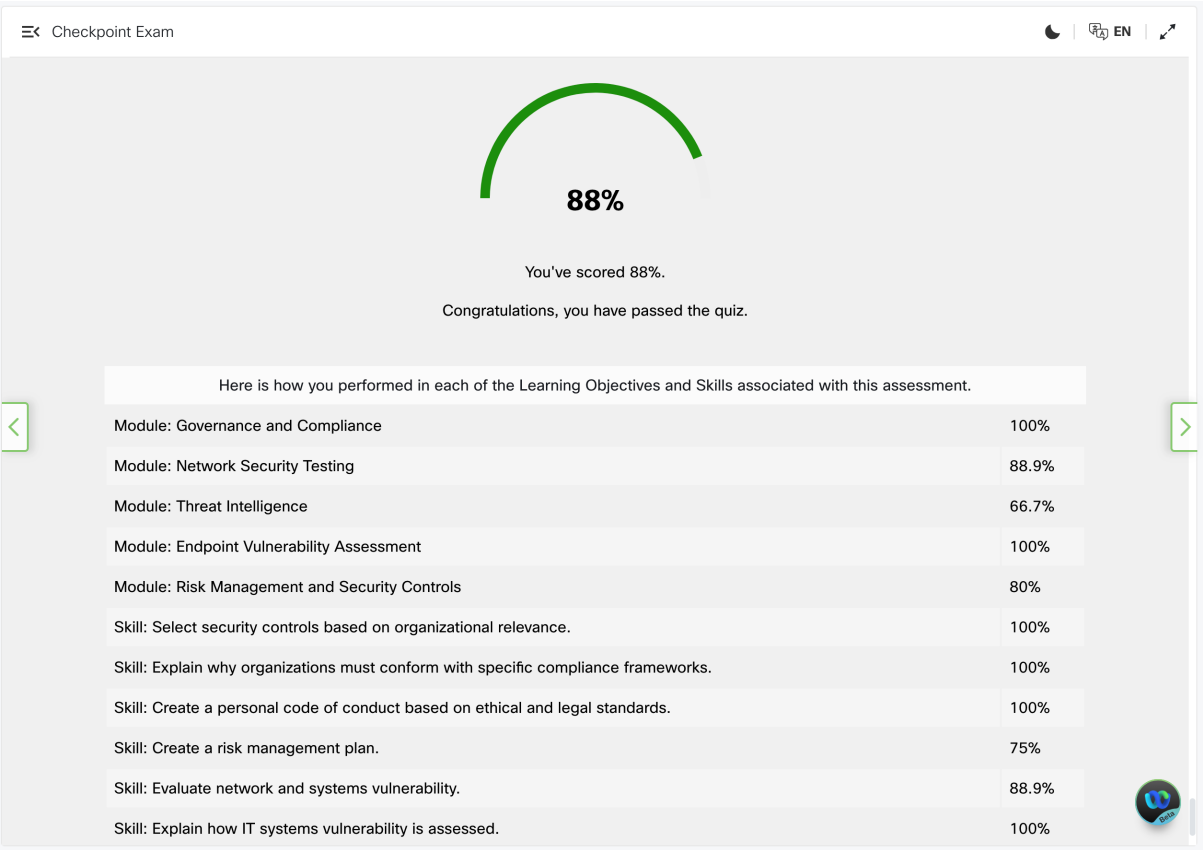 Checkpoint Exam
EN
88%
You've scored 88%.
Congratulations, you have passed the quiz.
Here is how you performed in each of the Learning Objectives and Skills associated with this assessment.
Module: Governance and Compliance 100%
Module: Network Security Testing 88.9%
Module: Threat Intelligence 66.7%
Module: Endpoint Vulnerability Assessment 100%
Module: Risk Management and Security Controls 80%
Skill: Select security controls based on organizational relevance. 100%
Skill: Explain why organizations must conform with specific compliance frameworks. 100%
Skill: Create a personal code of conduct based on ethical and legal standards. 100%
Skill: Create a risk management plan. 75%
Skill: Evaluate network and systems vulnerability. 88.9%
Skill: Explain how IT systems vulnerability is assessed. 100%
Beta